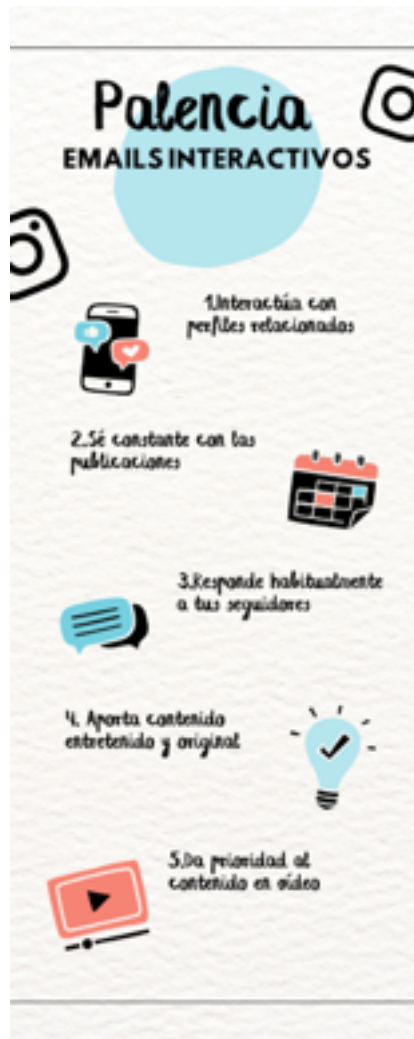 Palencia
EMAILS INTERACTIVOS
1.Interactúa con
perfiles relacionados
2.Sé constante con las
publicaciones
3.Responde habitualmente
a tus seguidores
4. Aporta contenido
entretenido y original
5.Da prioridad al
contenido en vídeo